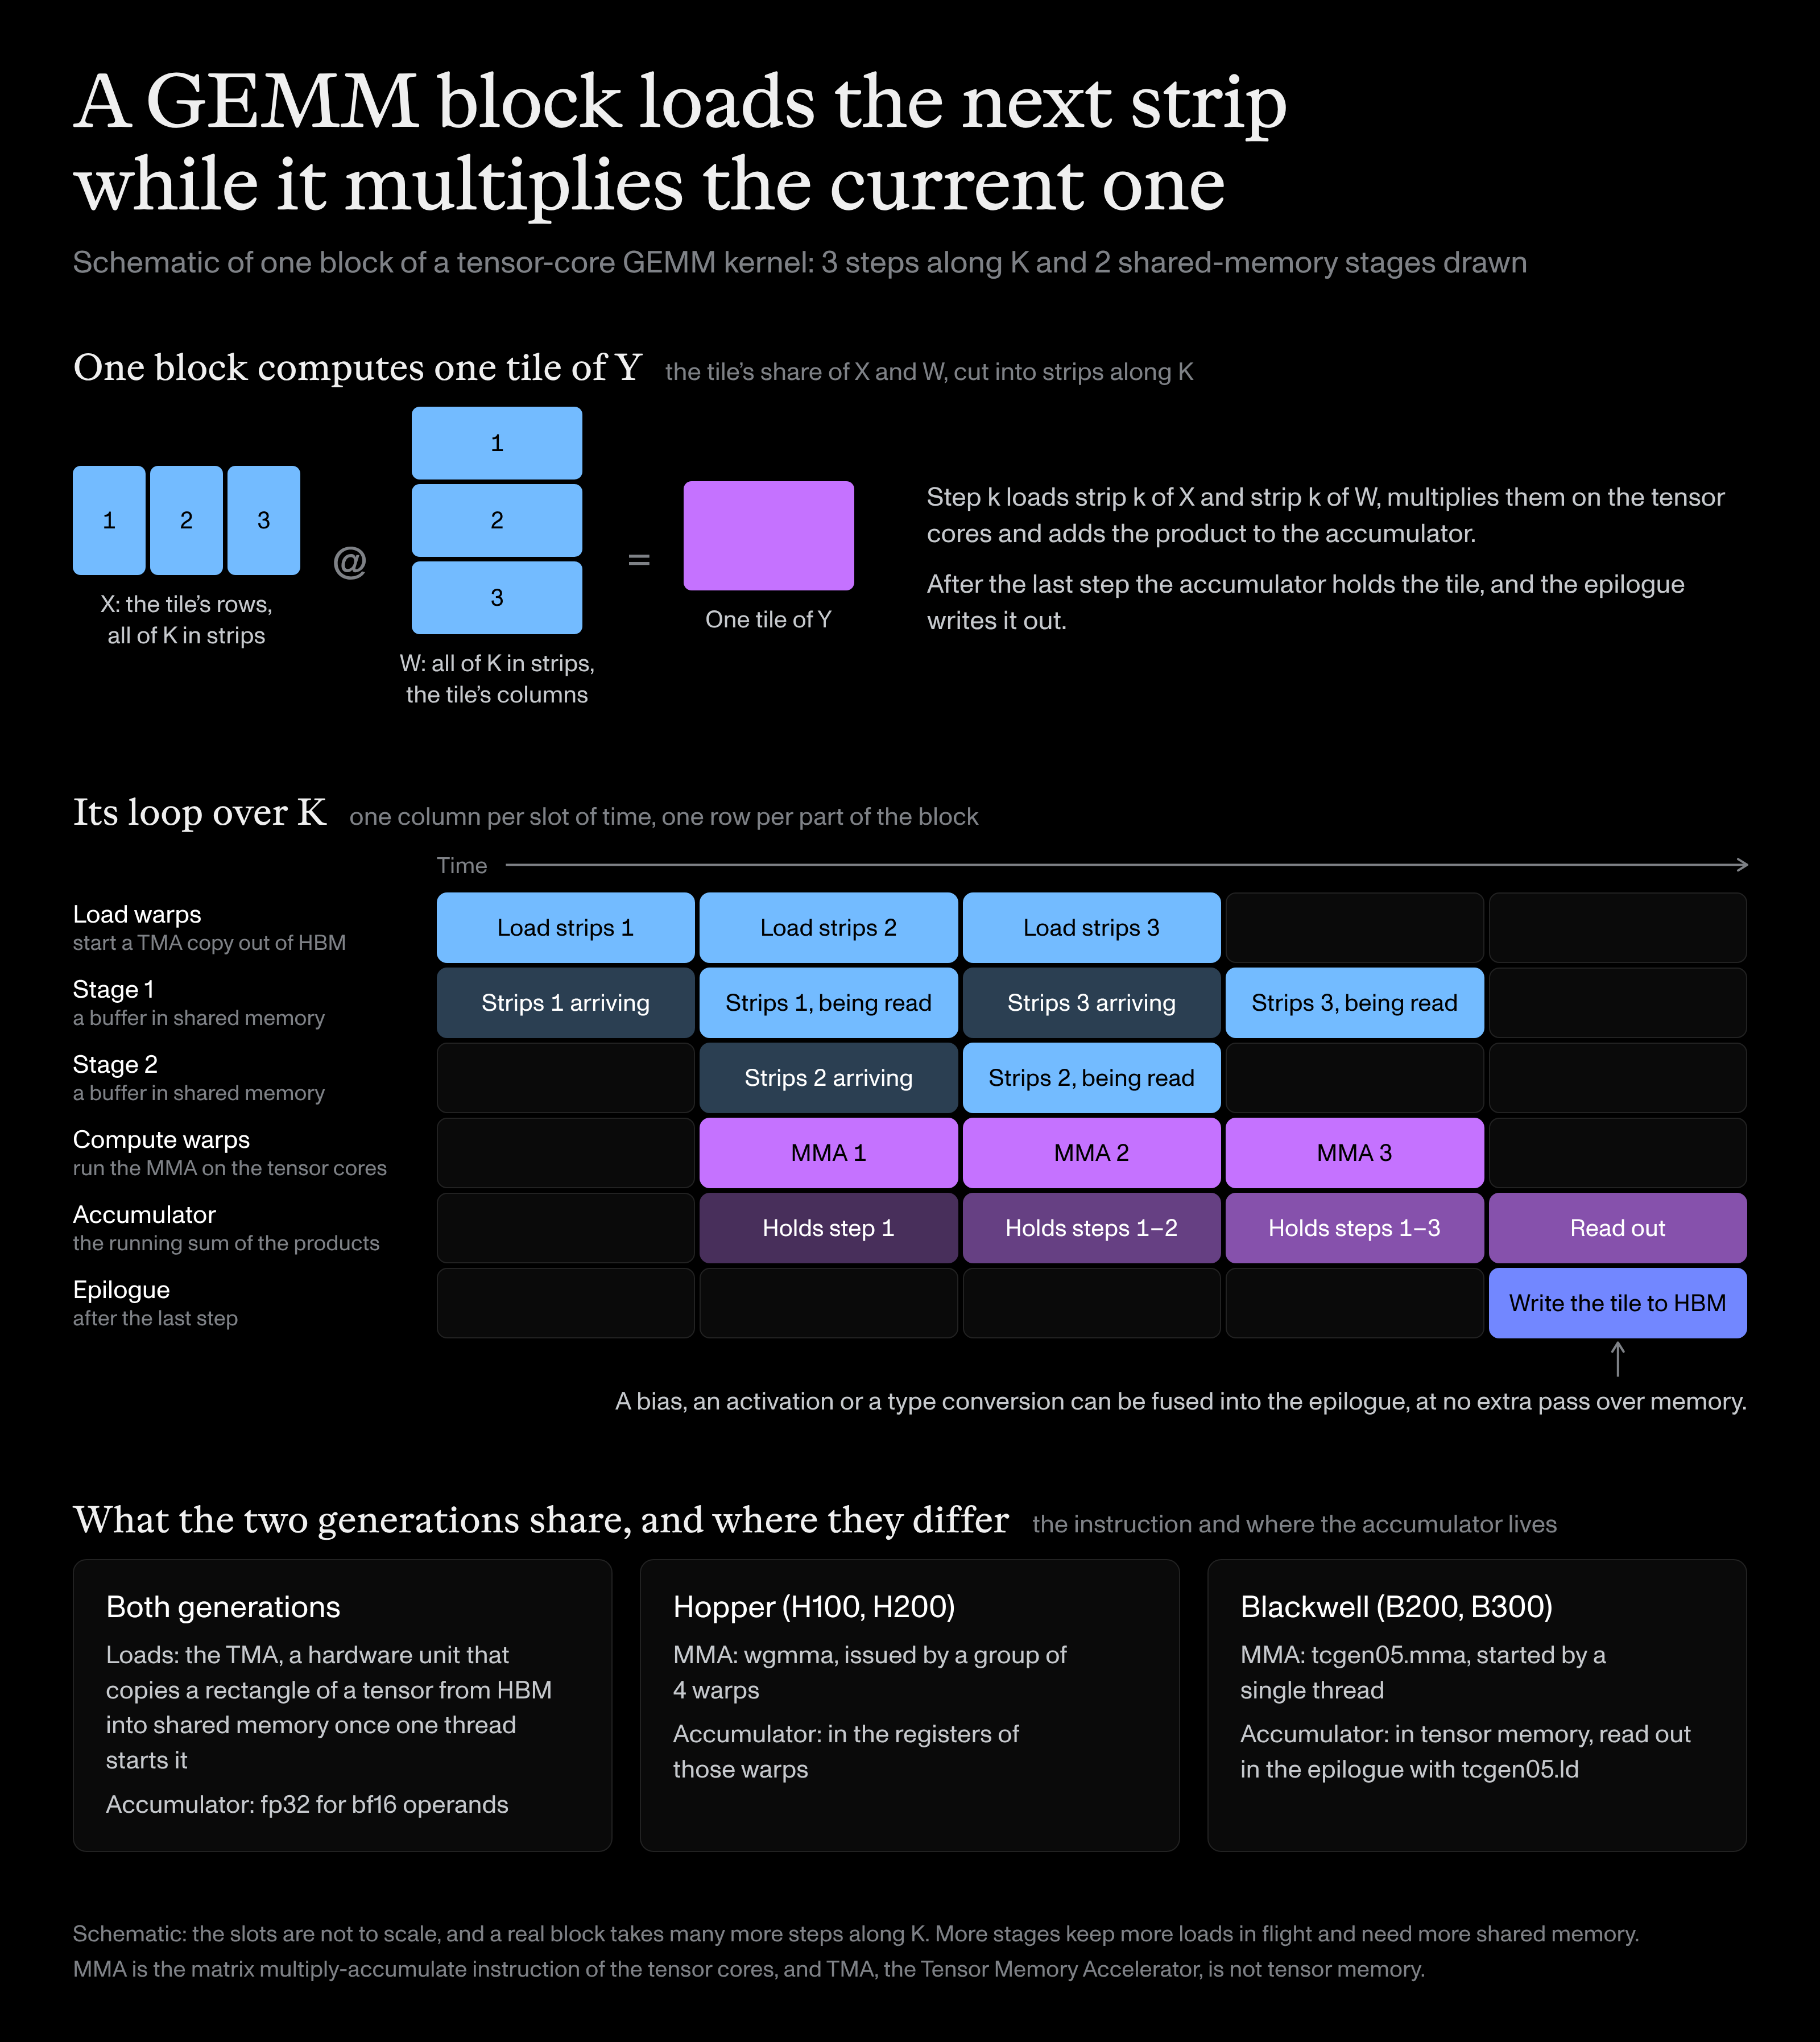 A GEMM block loads the next strip
while it multiplies the current one
Schematic of one block of a tensor-core GEMM kernel: 3 steps along K and 2 shared-memory stages drawn
One block computes one tile of Y the tile’s share of X and W, cut into strips along K
1 2 3
X: the tile’s rows,
all of K in strips
@
1
2
3
W: all of K in strips,
the tile’s columns
=
One tile of Y
Step k loads strip k of X and strip k of W, multiplies them on the tensor
cores and adds the product to the accumulator.
After the last step the accumulator holds the tile, and the epilogue
writes it out.
Its loop over K one column per slot of time, one row per part of the block
Time
Load warps
start a TMA copy out of HBM
Load strips 1 Load strips 2 Load strips 3
Stage 1
a buffer in shared memory
Strips 1 arriving Strips 1, being read Strips 3 arriving Strips 3, being read
Stage 2
a buffer in shared memory
Strips 2 arriving Strips 2, being read
Compute warps
run the MMA on the tensor cores
MMA 1 MMA 2 MMA 3
Accumulator
the running sum of the products
Holds step 1 Holds steps 1–2 Holds steps 1–3 Read out
Epilogue
after the last step
Write the tile to HBM
A bias, an activation or a type conversion can be fused into the epilogue, at no extra pass over memory.
What the two generations share, and where they differ the instruction and where the accumulator lives
Both generations
Loads: the TMA, a hardware unit that
copies a rectangle of a tensor from HBM
into shared memory once one thread
starts it
Accumulator: fp32 for bf16 operands
Hopper (H100, H200)
MMA: wgmma, issued by a group of
4 warps
Accumulator: in the registers of
those warps
Blackwell (B200, B300)
MMA: tcgen05.mma, started by a
single thread
Accumulator: in tensor memory, read out
in the epilogue with tcgen05.ld
Schematic: the slots are not to scale, and a real block takes many more steps along K. More stages keep more loads in flight and need more shared memory.
MMA is the matrix multiply-accumulate instruction of the tensor cores, and TMA, the Tensor Memory Accelerator, is not tensor memory.